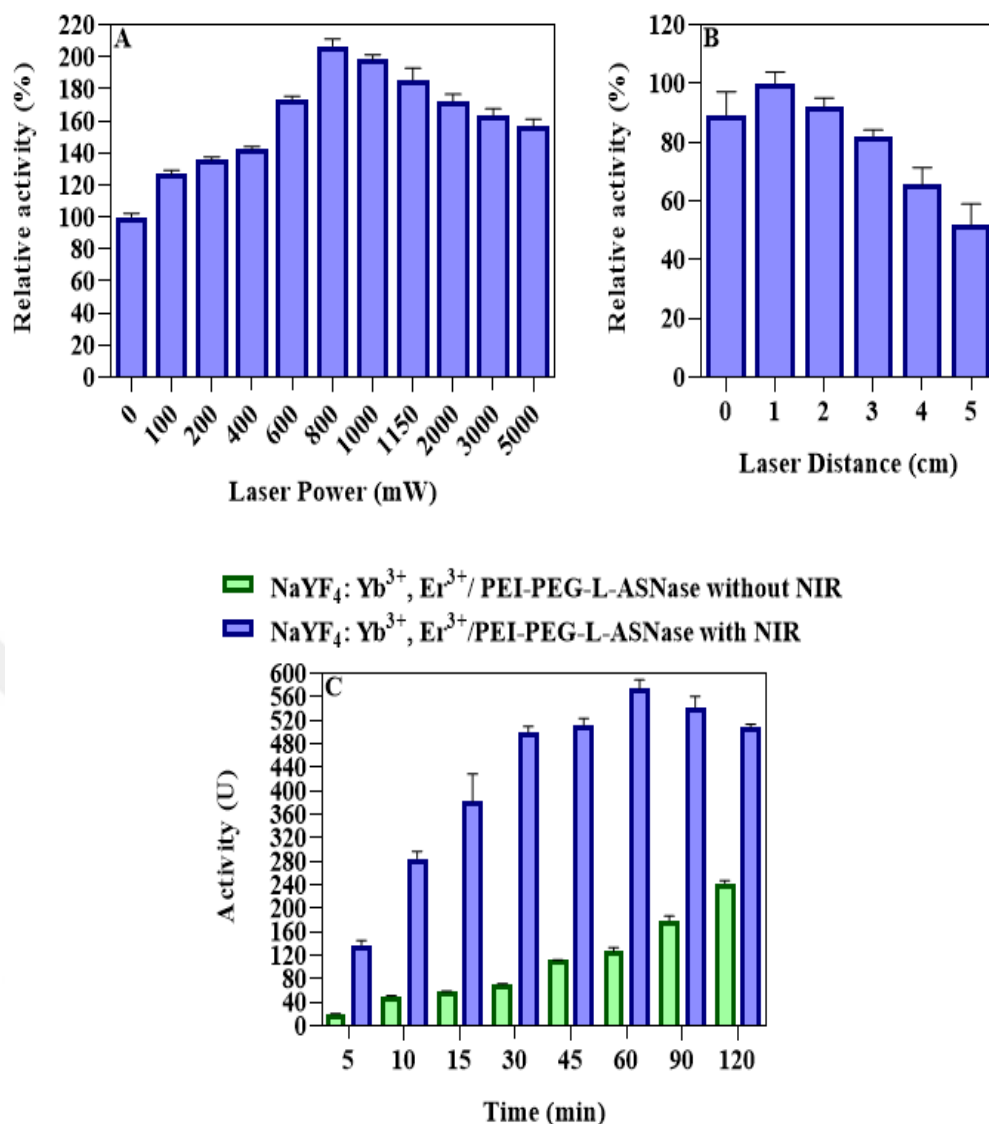 A
Relative activity (%)
220
200
180
160
140
120
100
80
60
40
20
0
0 100 200 400 600 800 1000 1150 2000 3000 5000
Laser Power (mW)
B
Relative activity (%)
120
100
80
60
40
20
0
0 1 2 3 4 5
Laser Distance (cm)
NaYF₄: Yb³⁺, Er³⁺/ PEI-PEG-L-ASNase without NIR
NaYF₄: Yb³⁺, Er³⁺/PEI-PEG-L-ASNase with NIR
C
Activity (U)
600
560
520
480
440
400
360
320
280
240
200
160
120
80
40
0
5 10 15 30 45 60 90 120
Time (min)